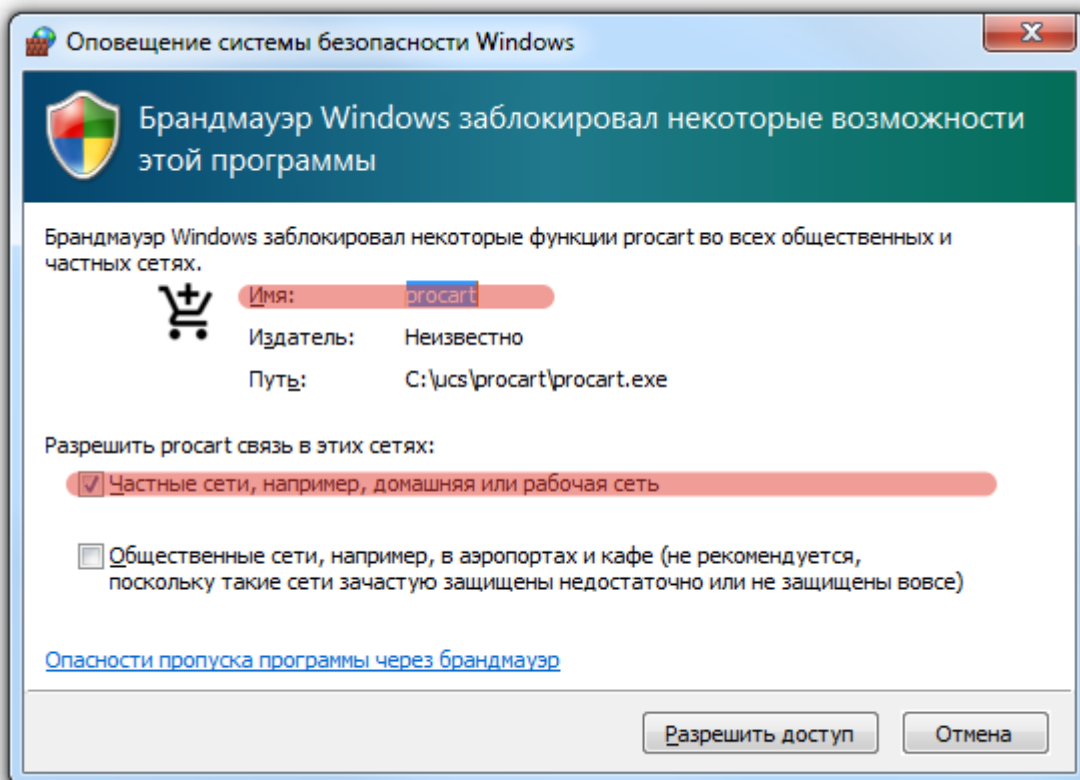 Оповещение системы безопасности Windows
Брандмауэр Windows заблокировал некоторые возможности
этой программы
Брандмауэр Windows заблокировал некоторые функции procart во всех общественных и
частных сетях.
Имя: procart
Издатель: Неизвестно
Путь: C:\ucs\procart\procart.exe
Разрешить procart связь в этих сетях:
Частные сети, например, домашняя или рабочая сеть
Общественные сети, например, в аэропортах и кафе (не рекомендуется,
поскольку такие сети зачастую защищены недостаточно или не защищены вовсе)
Опасности пропуска программы через брандмауэр
Разрешить доступ Отмена